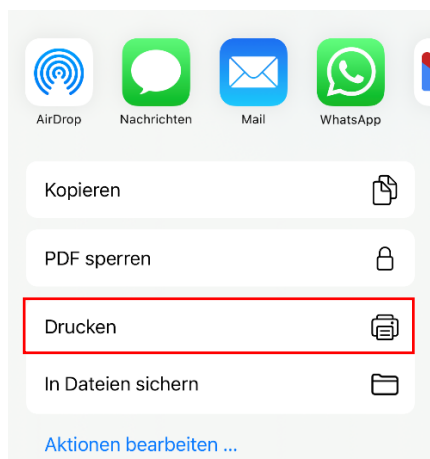 AirDrop Nachrichten Mail WhatsApp
Kopieren
PDF sperren
Drucken
In Dateien sichern
Aktionen bearbeiten ...